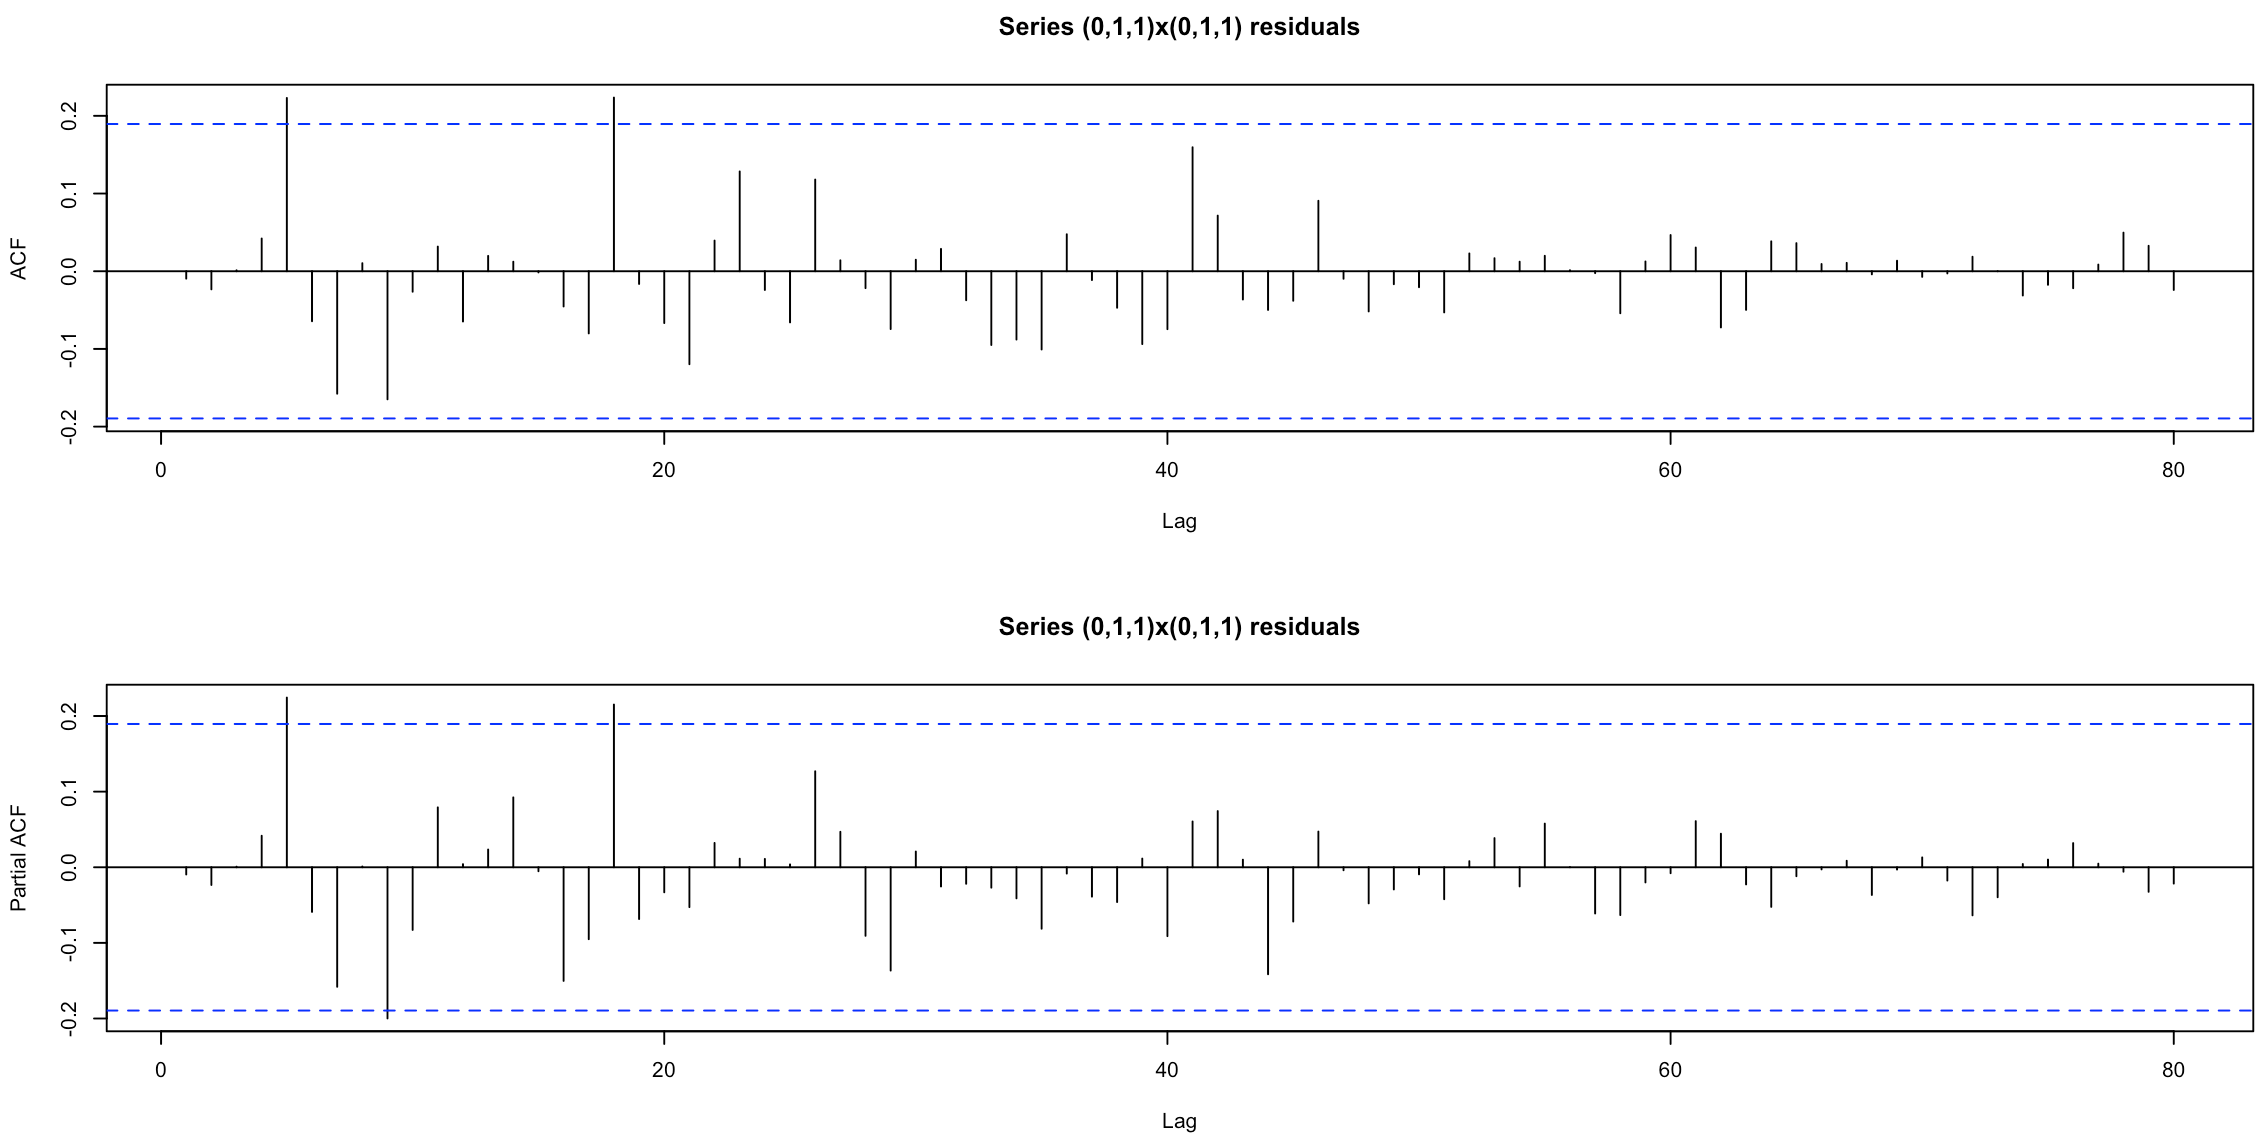 Series (0,1,1)x(0,1,1) residuals
ACF
0.2
0.1
0.0
-0.1
-0.2
0 20 40 60 80
Lag
Series (0,1,1)x(0,1,1) residuals
Partial ACF
0.2
0.1
0.0
-0.1
-0.2
0 20 40 60 80
Lag